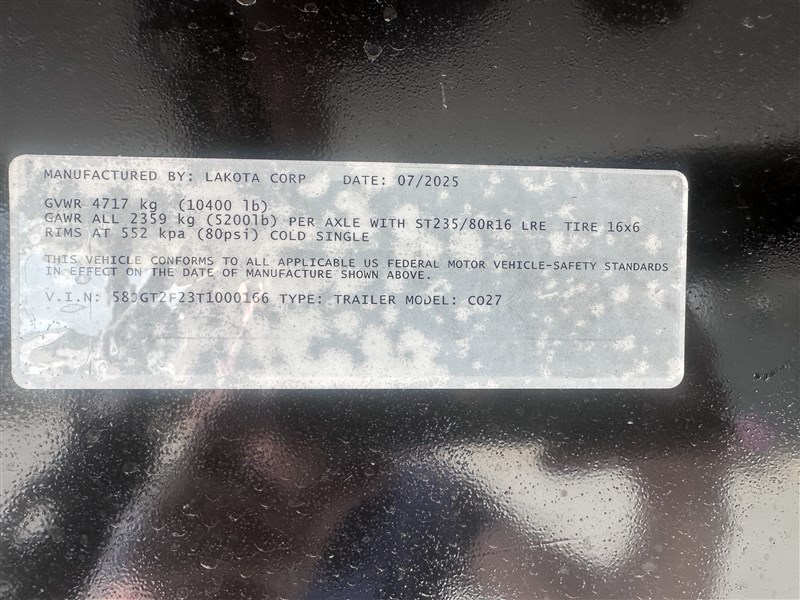 MANUFACTURED BY: LAKOTA CORP DATE: 07/2025
GVWR 4717 kg (10400 lb)
GAWR ALL 2359 kg (5200lb) PER AXLE WITH ST235/80R16 LRE TIRE 16x6
RIMS AT 552 kpa (80psi) COLD SINGLE
THIS VEHICLE CONFORMS TO ALL APPLICABLE US FEDERAL MOTOR VEHICLE-SAFETY STANDARDS
IN EFFECT ON THE DATE OF MANUFACTURE SHOWN ABOVE.
V.I.N: TYPE: TRAILER MODEL: CO27